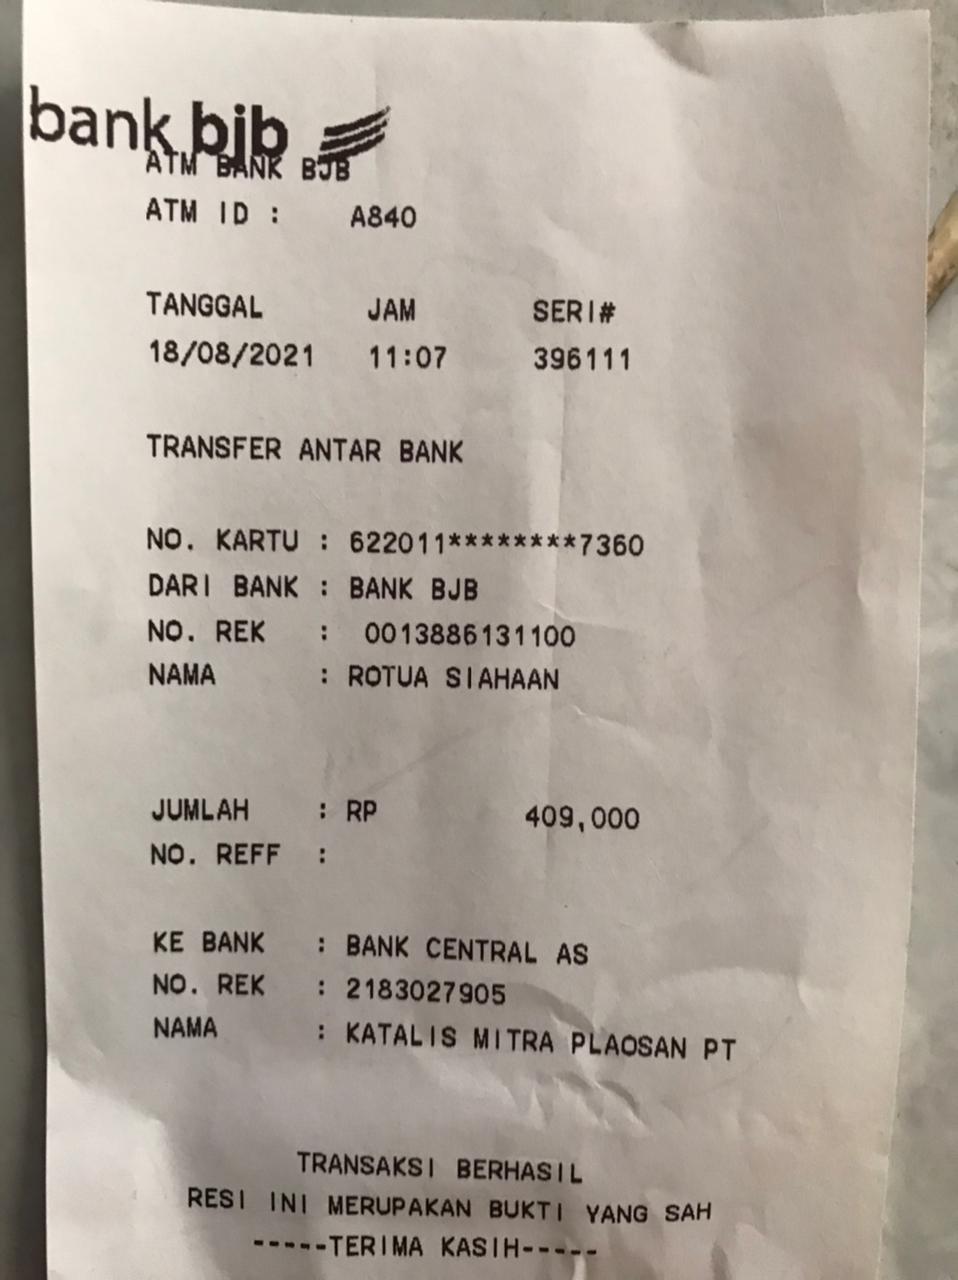 bank bjb
ATM BANK BJB
ATM ID : A840
TANGGAL JAM SERI#
18/08/2021 11:07 396111
TRANSFER ANTAR BANK
NO. KARTU : 622011********7360
DARI BANK : BANK BJB
NO. REK : 0013886131100
NAMA : ROTUA SIAHAAN
JUMLAH : RP 409,000
NO. REFF :
KE BANK : BANK CENTRAL AS
NO. REK : 2183027905
NAMA : KATALIS MITRA PLAOSAN PT
TRANSAKSI BERHASIL
RESI INI MERUPAKAN BUKTI YANG SAH
-----TERIMA KASIH-----